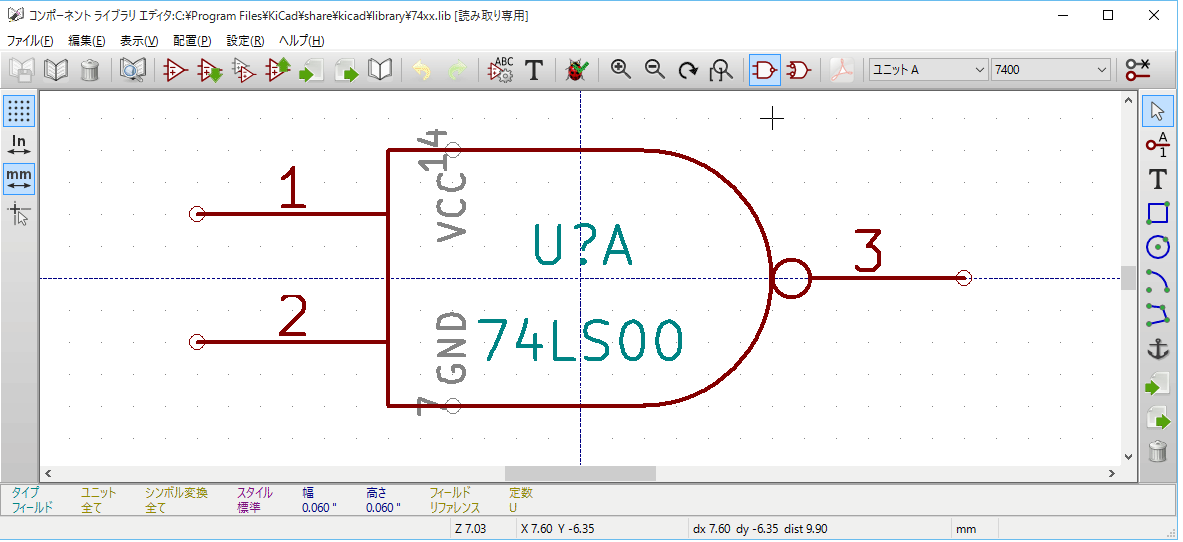 コンポーネント ライブラリ エディタ:C:¥Program Files¥KiCad¥share¥kicad¥library¥74xx.lib [読み取り専用]
ファイル(F) 編集(E) 表示(V) 配置(P) 設定(R) ヘルプ(H)
ABC T ユニット A 7400
In
mm
A
1
T
14
VCC
1
U?A
3
2
GND
74LS00
7
タイプ ユニット シンボル変換 スタイル 幅 高さ フィールド 定数
フィールド 全て 全て 標準 0.060 " 0.060 " リファレンス U
Z 7.03 X 7.60 Y -6.35 dx 7.60 dy -6.35 dist 9.90 mm